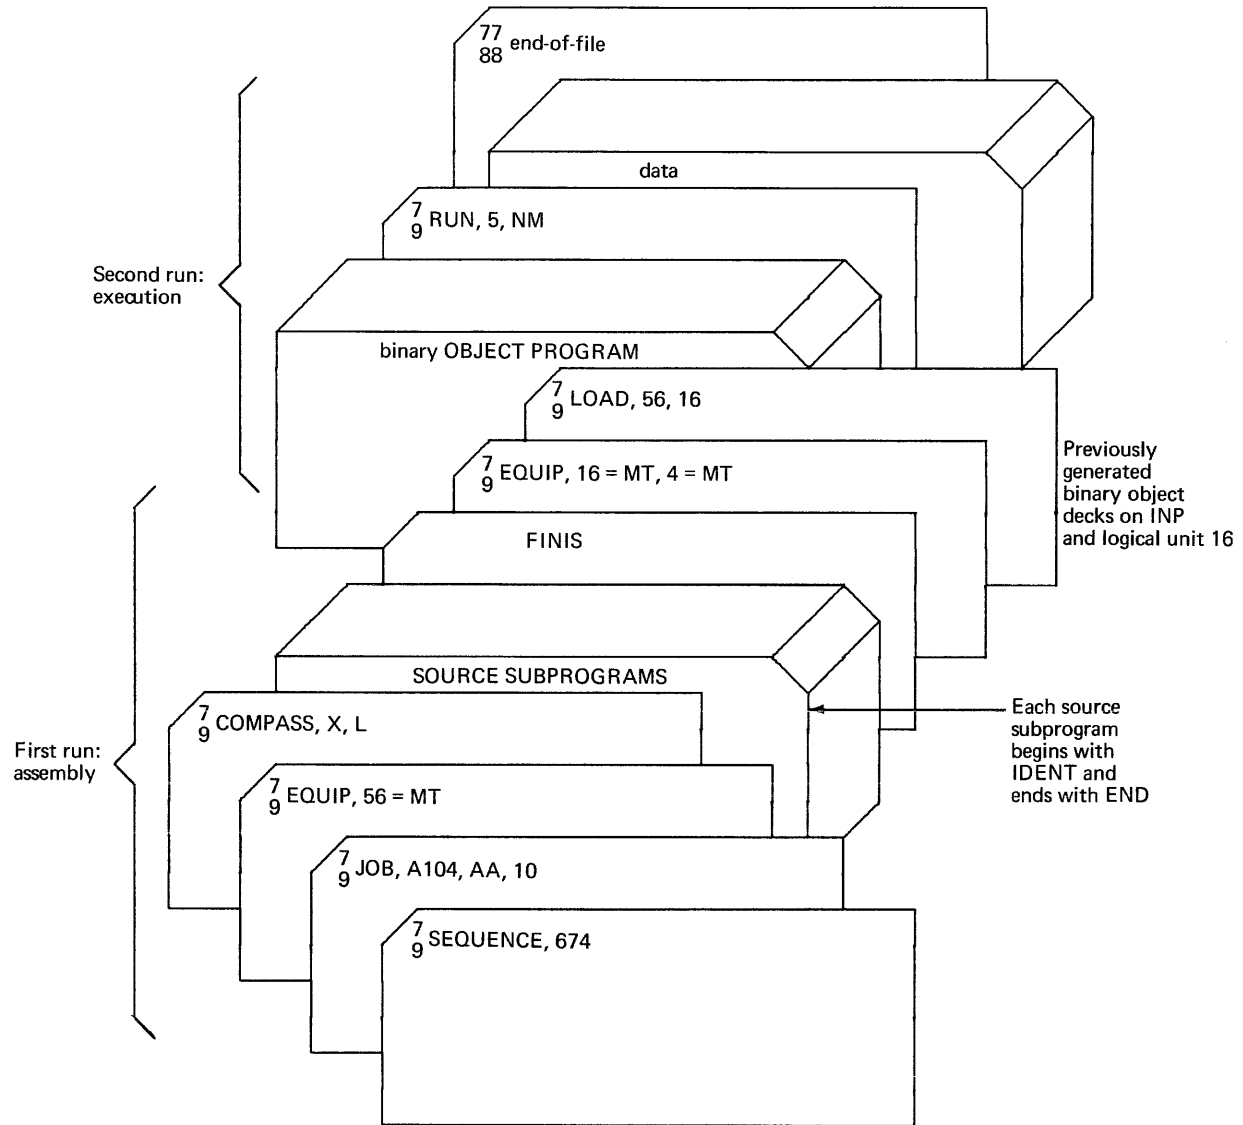 77
88 end-of-file
data
7
9 RUN, 5, NM
Second run:
execution
binary OBJECT PROGRAM
7
9 LOAD, 56, 16
Previously
generated
binary object
decks on INP
and logical unit 16
7
9 EQUIP, 16 = MT, 4 = MT
FINIS
SOURCE SUBPROGRAMS
Each source
subprogram
begins with
IDENT and
ends with END
7
9 COMPASS, X, L
First run:
assembly
7
9 EQUIP, 56 = MT
7
9 JOB, A104, AA, 10
7
9 SEQUENCE, 674